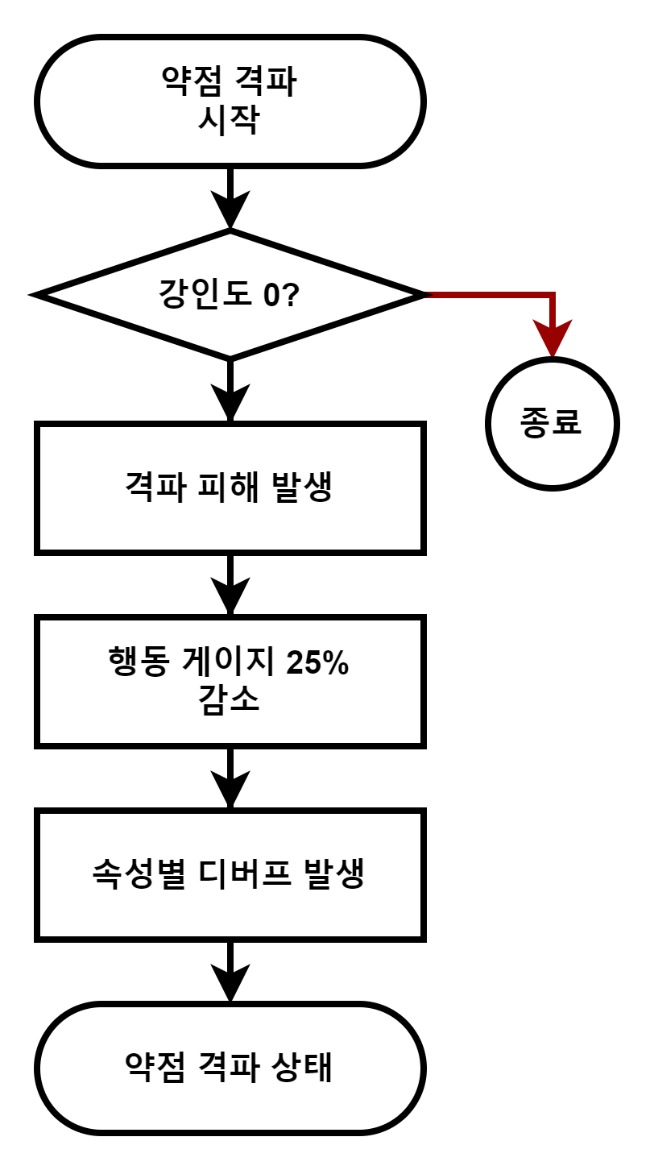 약점 격파
시작
강인도 0?
종료
격파 피해 발생
행동 게이지 25%
감소
속성별 디버프 발생
약점 격파 상태